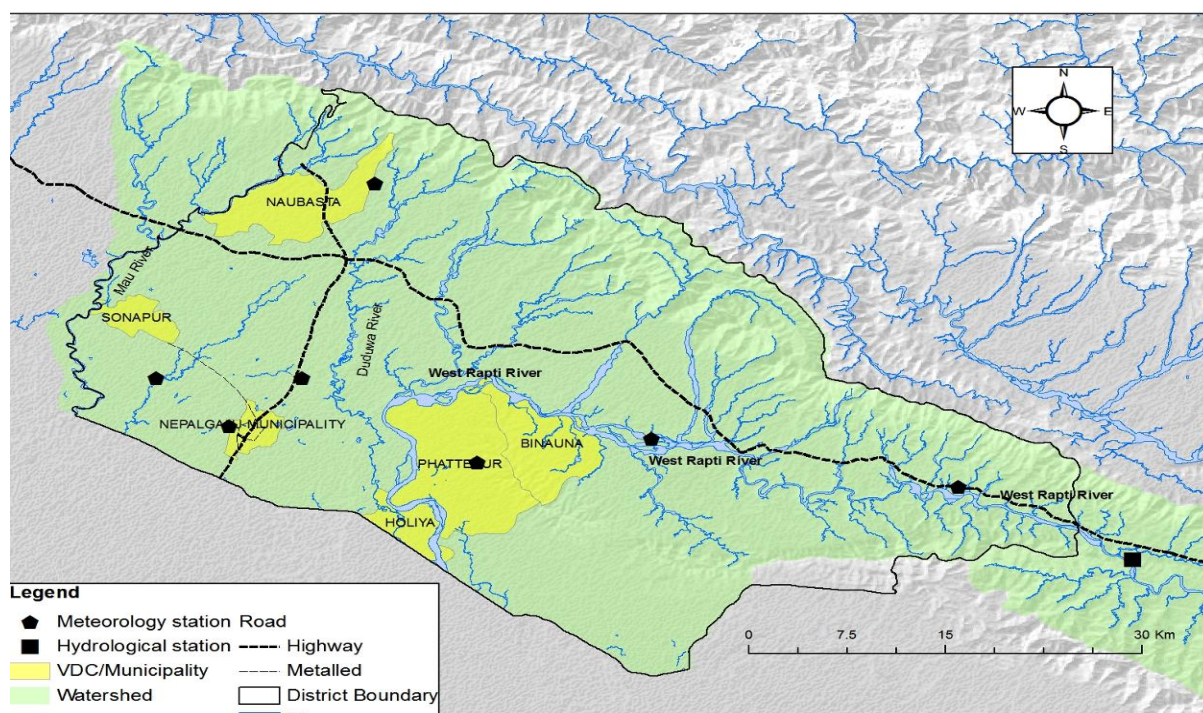 N
W E
S
NAUBASTA
Mau River
SONAPUR
Duduwa River
West Rapti River
NEPALGANJ MUNICIPALITY
BINAUNA
West Rapti River
PHATTEPUR
West Rapti River
HOLIYA
Legend
Meteorology station Road
Hydrological station Highway
VDC/Municipality Metalled
Watershed District Boundary
0 7.5 15 30 Km